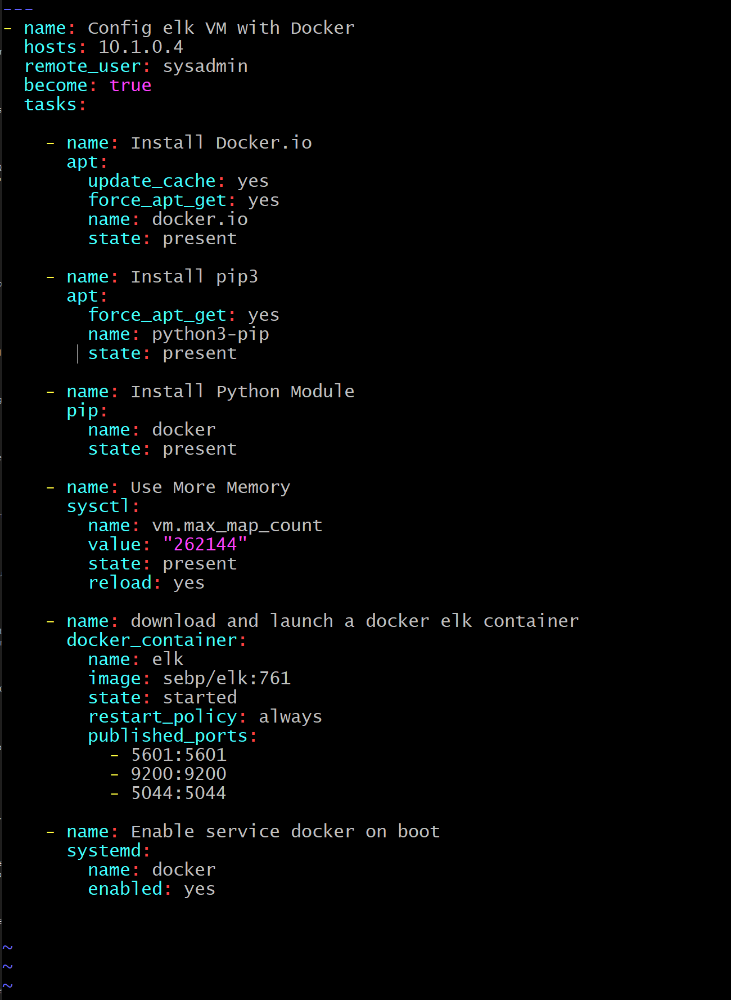 ---
- name: Config elk VM with Docker
  hosts: 10.1.0.4
  remote_user: sysadmin
  become: true
  tasks:

    - name: Install Docker.io
      apt:
        update_cache: yes
        force_apt_get: yes
        name: docker.io
        state: present

    - name: Install pip3
      apt:
        force_apt_get: yes
        name: python3-pip
        state: present

    - name: Install Python Module
      pip:
        name: docker
        state: present

    - name: Use More Memory
      sysctl:
        name: vm.max_map_count
        value: "262144"
        state: present
        reload: yes

    - name: download and launch a docker elk container
      docker_container:
        name: elk
        image: sebp/elk:761
        state: started
        restart_policy: always
        published_ports:
          - 5601:5601
          - 9200:9200
          - 5044:5044

    - name: Enable service docker on boot
      systemd:
        name: docker
        enabled: yes

~
~
~